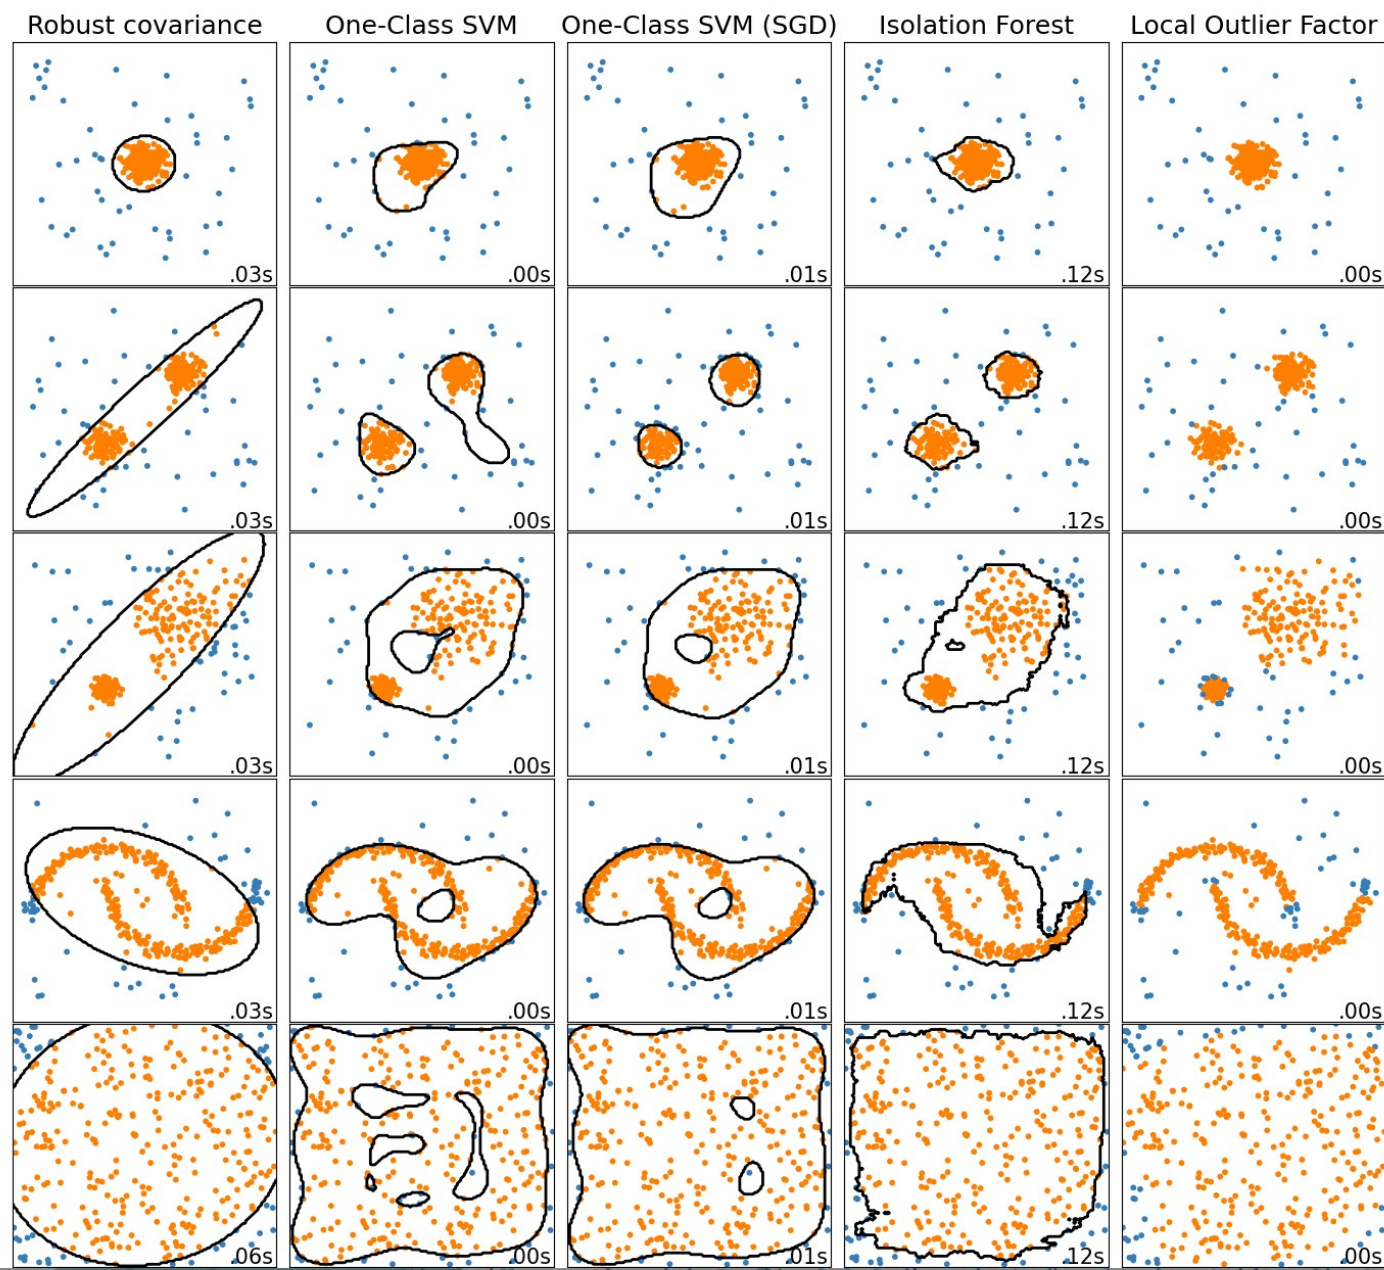 Robust covariance One-Class SVM One-Class SVM (SGD) Isolation Forest Local Outlier Factor
.03s .00s .01s .12s .00s
.03s .00s .01s .12s .00s
.03s .00s .01s .12s .00s
.03s .00s .01s .12s .00s
.06s .00s .01s .12s .00s